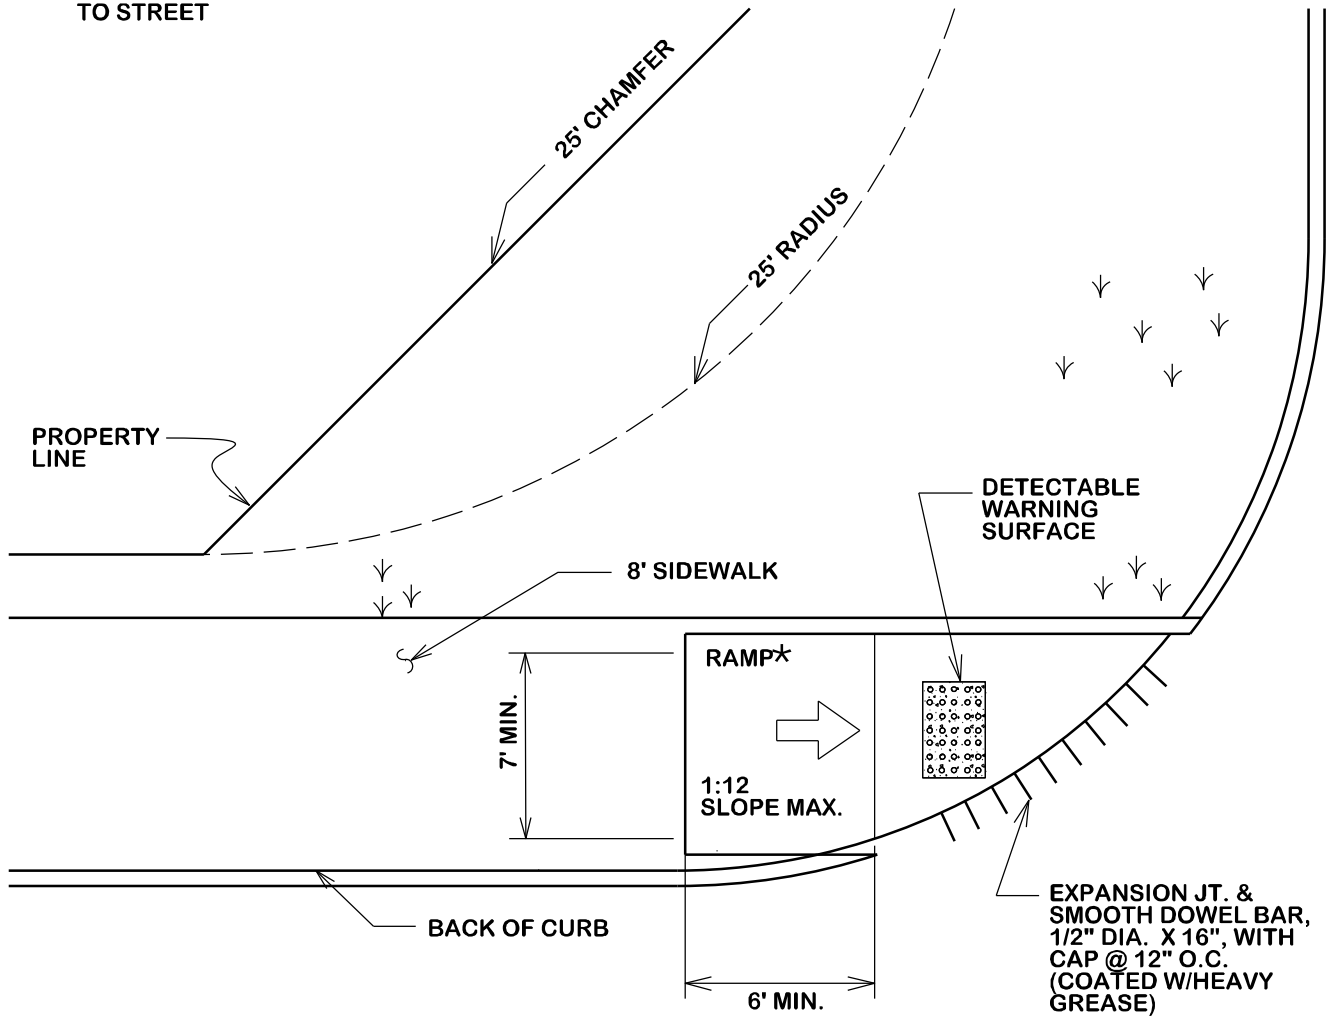 TO STREET
25' CHAMFER
25' RADIUS
PROPERTY
LINE
DETECTABLE
WARNING
SURFACE
8' SIDEWALK
RAMP*
7' MIN.
1:12
SLOPE MAX.
BACK OF CURB
EXPANSION JT. &
SMOOTH DOWEL BAR,
1/2" DIA. X 16", WITH
CAP @ 12" O.C.
(COATED W/HEAVY
GREASE)
6' MIN.